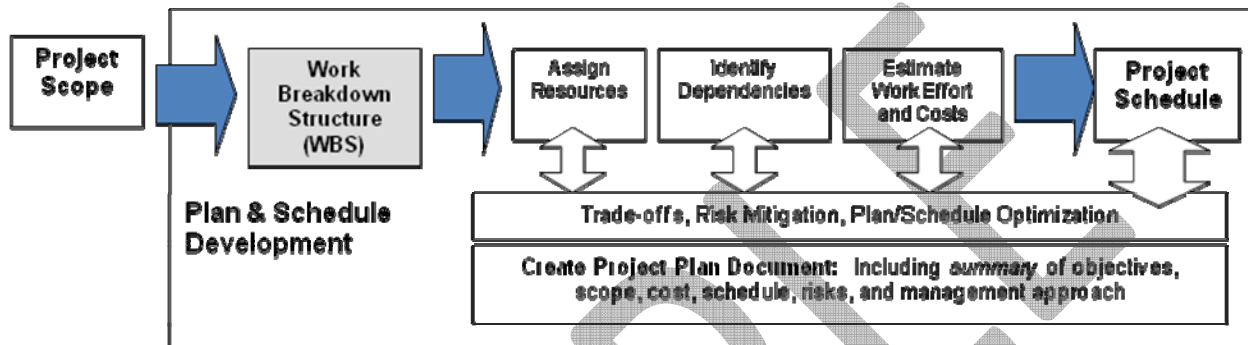 Project
Scope
Work
Breakdown
Structure
(WBS)
Assign
Resources
Identify
Dependencies
Estimate
Work Effort
and Costs
Project
Schedule
Plan & Schedule
Development
Trade-offs, Risk Mitigation, Plan/Schedule Optimization
Create Project Plan Document: Including summary of objectives,
scope, cost, schedule, risks, and management approach